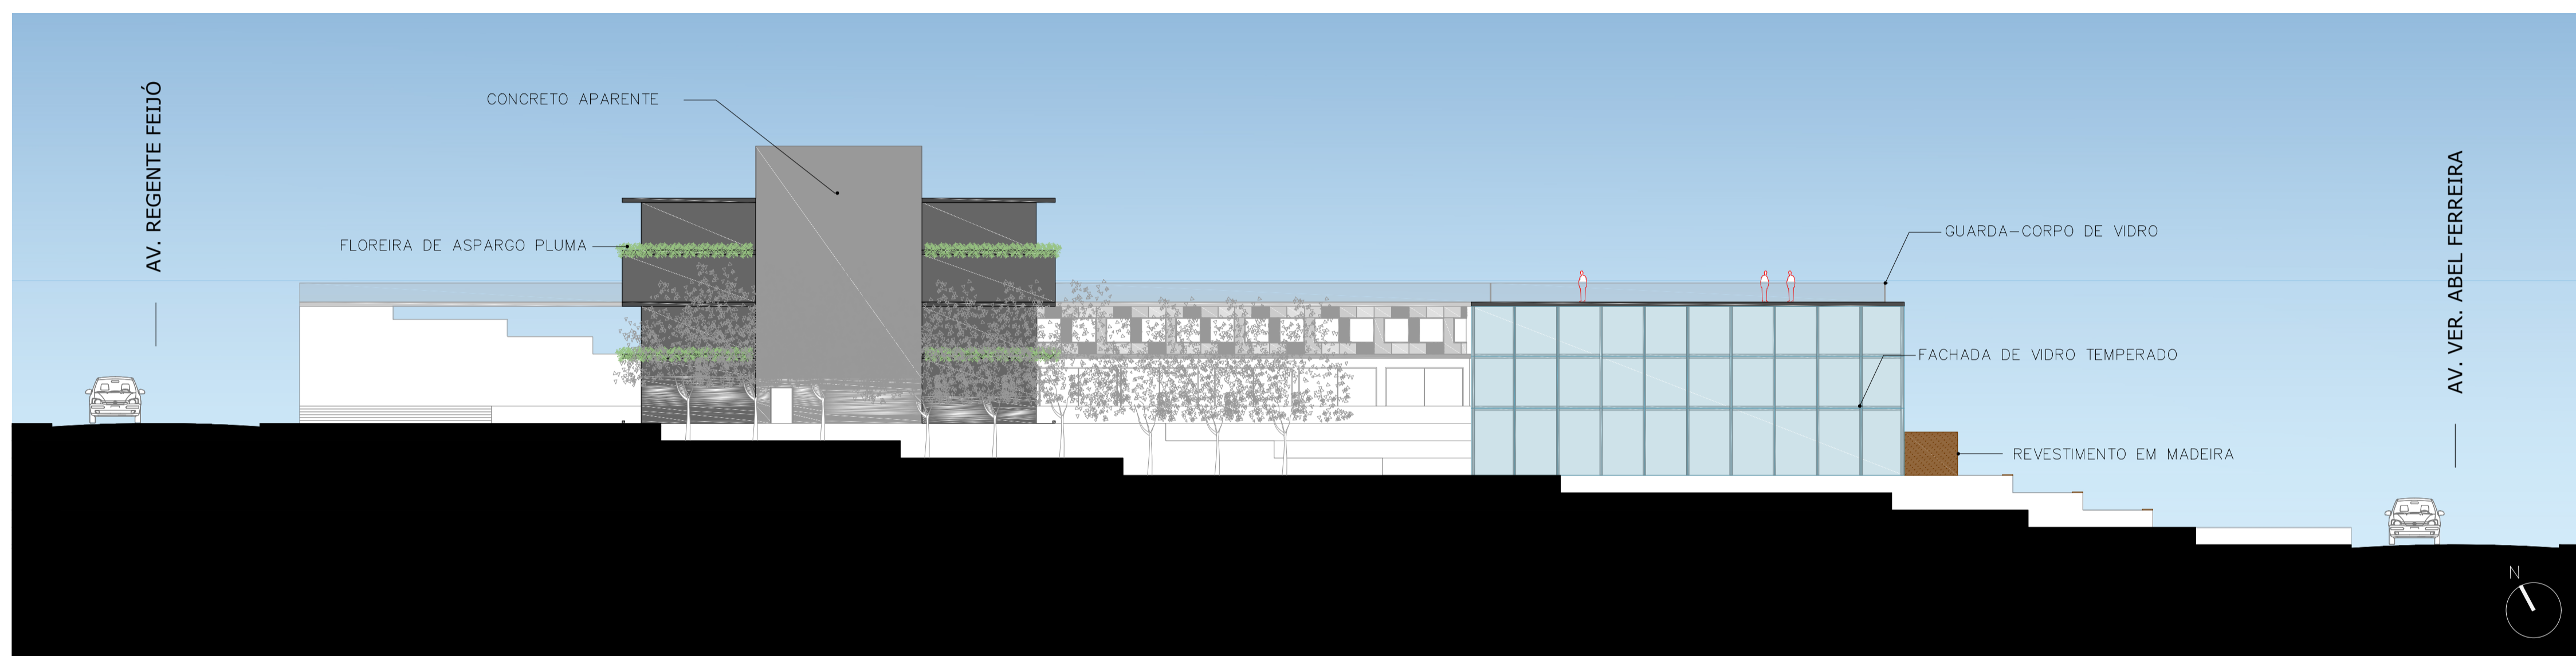 AV. REGENTE FEIJÓ
CONCRETO APARENTE
FLOREIRA DE ASPARGO PLUMA
GUARDA-CORPO DE VIDRO
FACHADA DE VIDRO TEMPERADO
REVESTIMENTO EM MADEIRA
AV. VER. ABEL FERREIRA
N